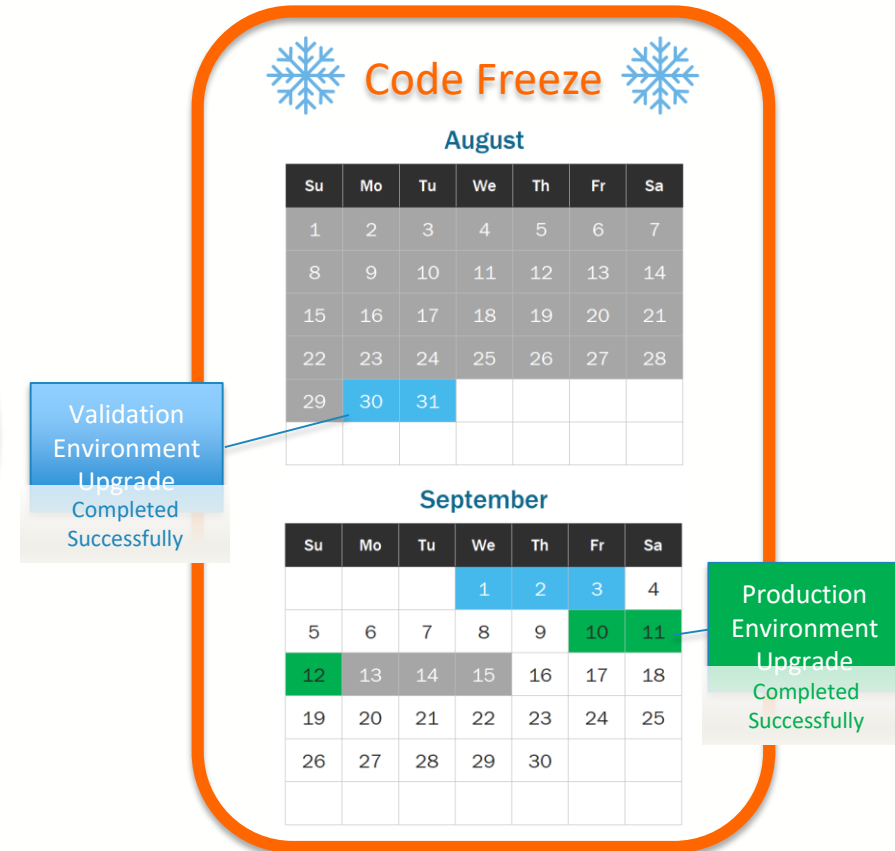 Code Freeze
August
Su Mo Tu We Th Fr Sa
1 2 3 4 5 6 7
8 9 10 11 12 13 14
15 16 17 18 19 20 21
22 23 24 25 26 27 28
29 30 31
Validation
Environment
Upgrade
Completed
Successfully
September
Su Mo Tu We Th Fr Sa
1 2 3 4
5 6 7 8 9 10 11
12 13 14 15 16 17 18
19 20 21 22 23 24 25
26 27 28 29 30
Production
Environment
Upgrade
Completed
Successfully